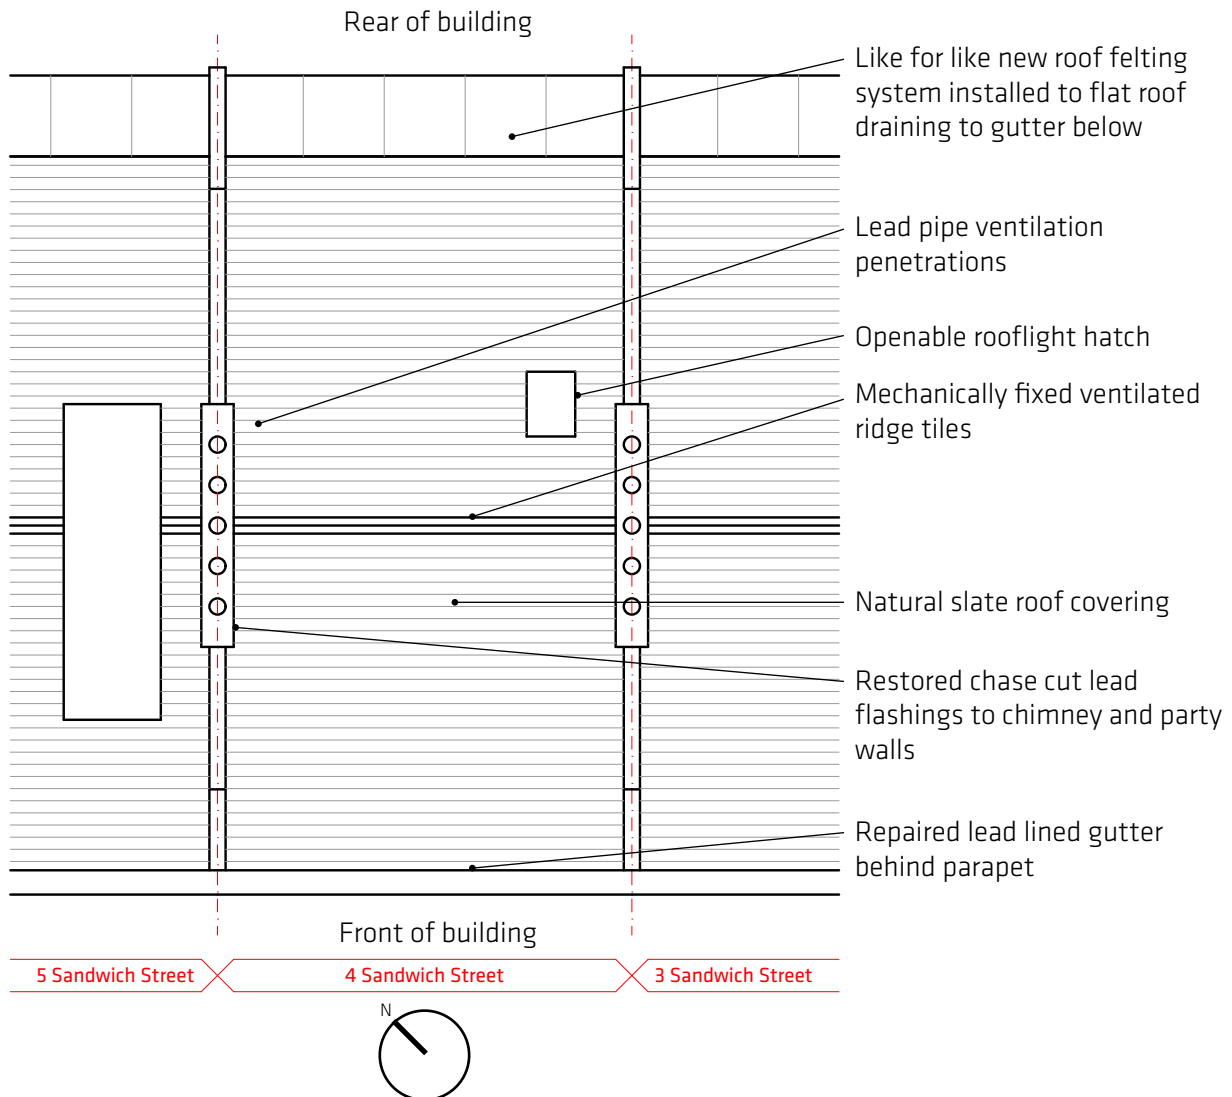 Rear of building
Like for like new roof felting
system installed to flat roof
draining to gutter below
Lead pipe ventilation
penetrations
Openable rooflight hatch
Mechanically fixed ventilated
ridge tiles
Natural slate roof covering
Restored chase cut lead
flashings to chimney and party
walls
Repaired lead lined gutter
behind parapet
Front of building
5 Sandwich Street
4 Sandwich Street
3 Sandwich Street
N